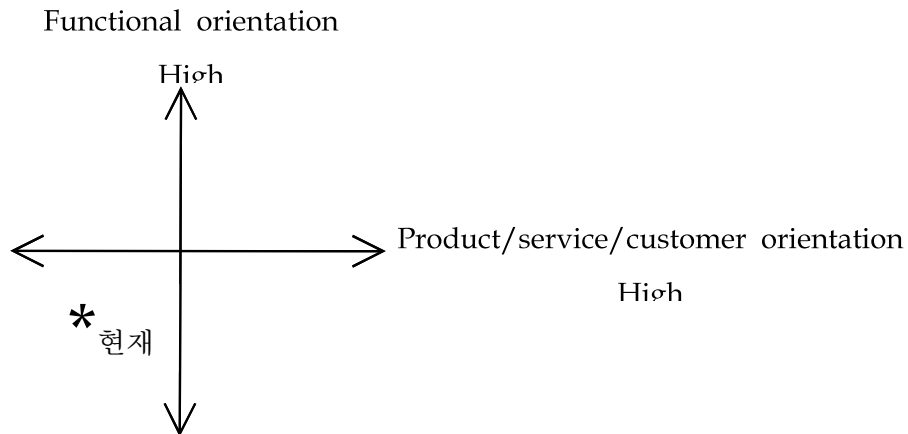 Functional orientation
High
Product/service/customer orientation
High
*현재